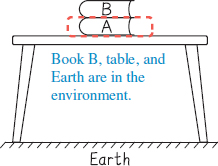 B
A
Book B, table, and
Earth are in the
environment.
Earth